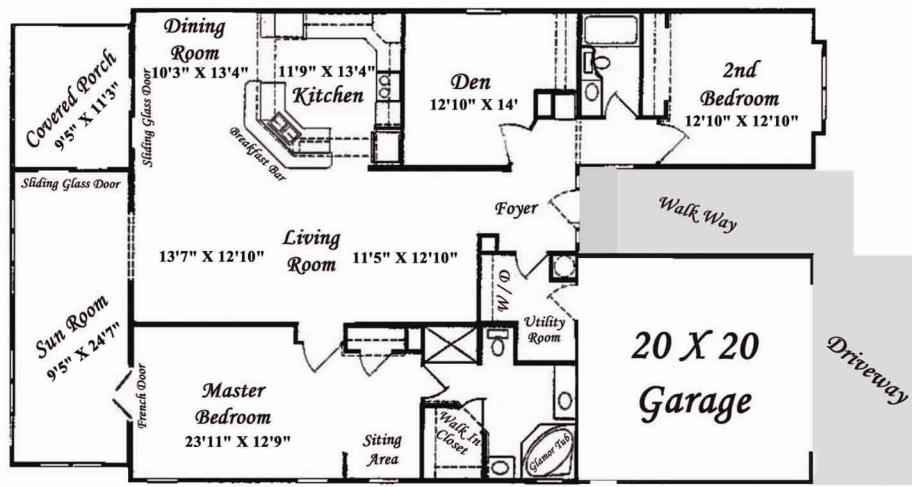 Dining
Room
10'3" X 13'4"
11'9" X 13'4"
Kitchen
Den
12'10" X 14'
2nd
Bedroom
12'10" X 12'10"
Covered Porch
9'5" X 11'3"
Sliding Glass Door
Breakfast Bar
Sliding Glass Door
Foyer
Walk Way
Living
Room
13'7" X 12'10"
11'5" X 12'10"
W/D
Utility
Room
Sun Room
9'5" X 24'7"
French Door
Master
Bedroom
23'11" X 12'9"
Siting
Area
Walk In
Closet
Glamor Tub
20 X 20
Garage
Driveway